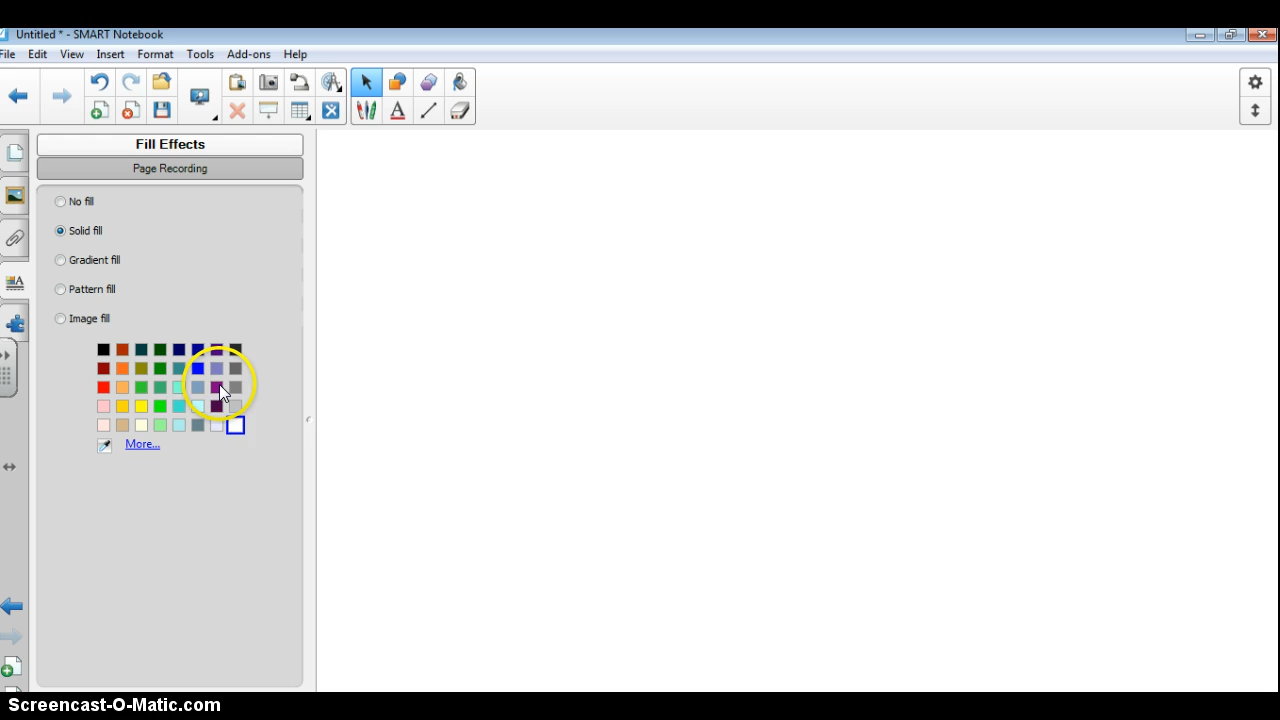 Untitled * - SMART Notebook
File Edit View Insert Format Tools Add-ons Help
Fill Effects
Page Recording
No fill
Solid fill
Gradient fill
Pattern fill
Image fill
More...
Screencast-O-Matic.com